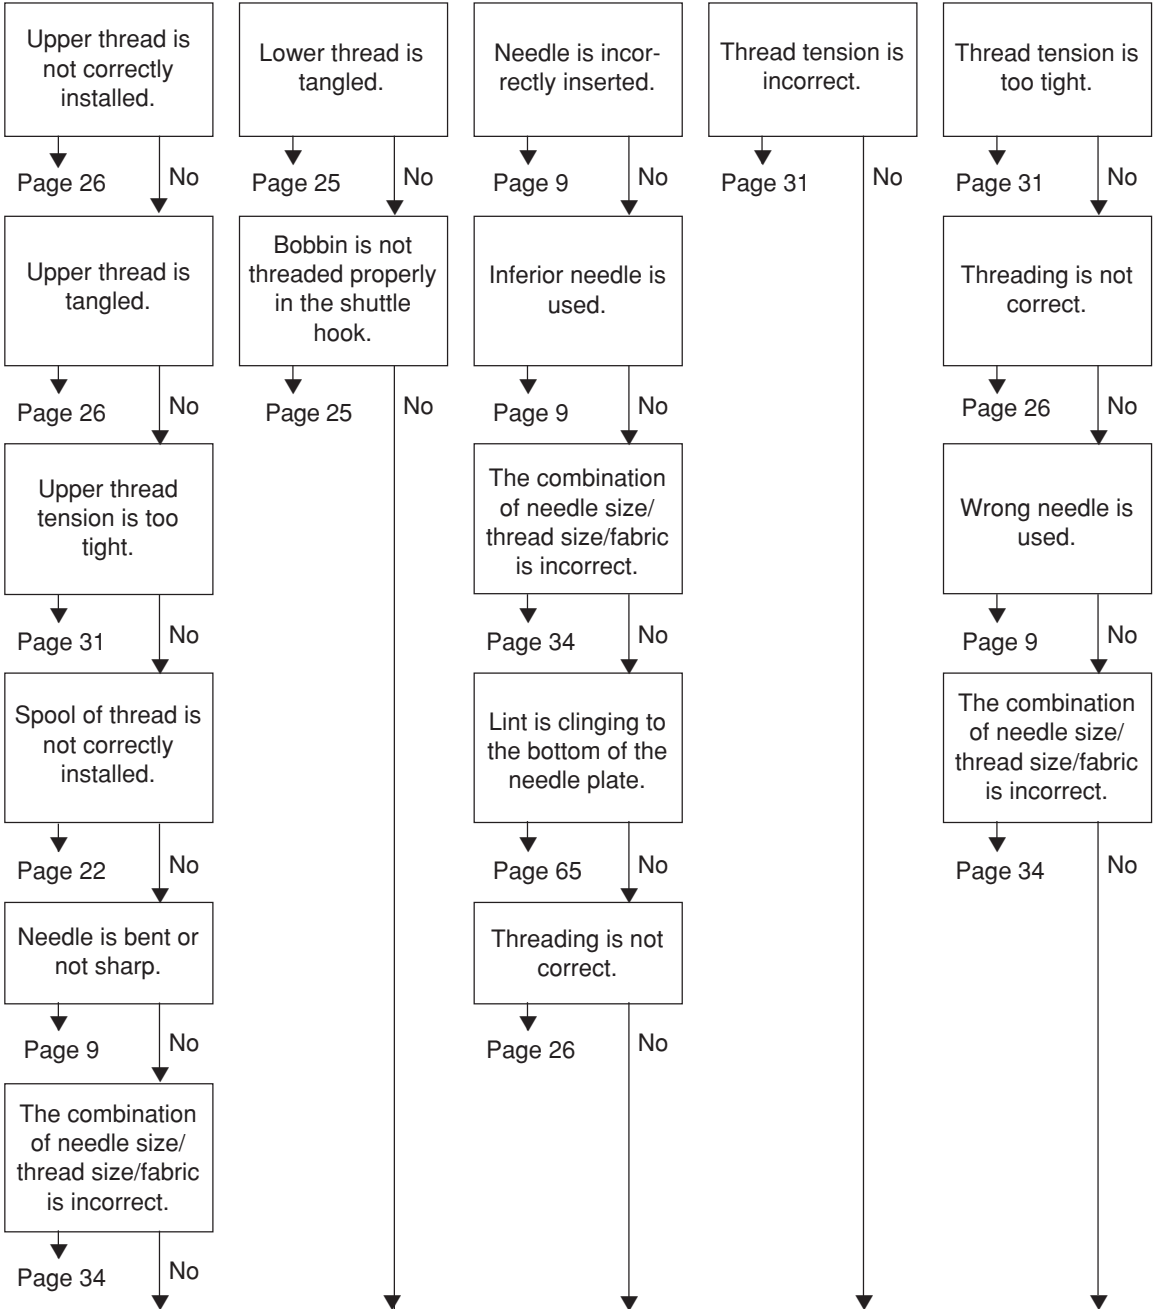 Upper thread is
not correctly
installed.
Page 26
No
Upper thread is
tangled.
Page 26
No
Upper thread
tension is too
tight.
Page 31
No
Spool of thread is
not correctly
installed.
Page 22
No
Needle is bent or
not sharp.
Page 9
No
The combination
of needle size/
thread size/fabric
is incorrect.
Page 34
No
Lower thread is
tangled.
Page 25
No
Bobbin is not
threaded properly
in the shuttle
hook.
Page 25
No
Needle is incor-
rectly inserted.
Page 9
No
Inferior needle is
used.
Page 9
No
The combination
of needle size/
thread size/fabric
is incorrect.
Page 34
No
Lint is clinging to
the bottom of the
needle plate.
Page 65
No
Threading is not
correct.
Page 26
No
Thread tension is
incorrect.
Page 31
No
Thread tension is
too tight.
Page 31
No
Threading is not
correct.
Page 26
No
Wrong needle is
used.
Page 9
No
The combination
of needle size/
thread size/fabric
is incorrect.
Page 34
No